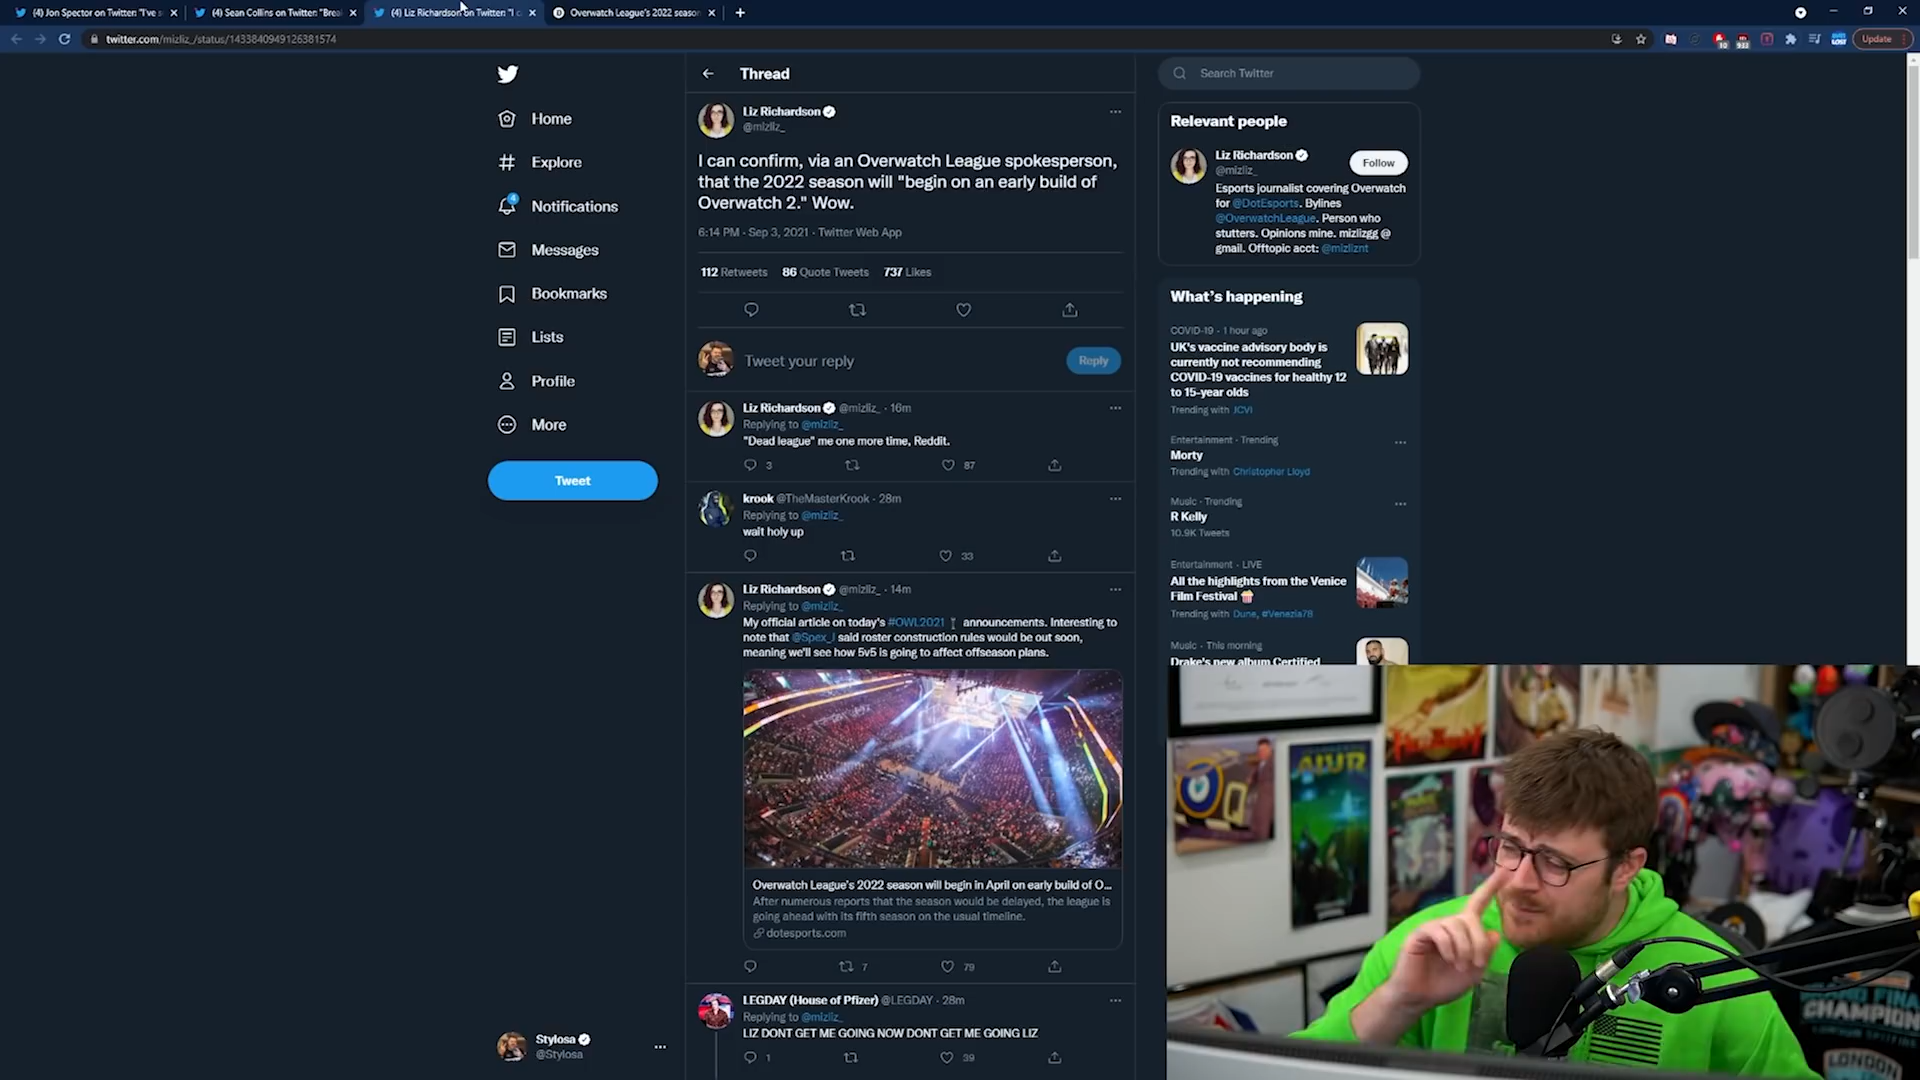 (4) Jon Spector on Twitter: "I've s
(4) Sean Collins on Twitter: "Brea
(4) Liz Richardson on Twitter: "I c
Overwatch League's 2022 seaso
twitter.com/mizliz_/status/1433840949126381574
Update
Home
Explore
Notifications
Messages
Bookmarks
Lists
Profile
More
Tweet
Stylosa
@Stylosa
Thread
Liz Richardson
@mizliz_
I can confirm, via an Overwatch League spokesperson,
that the 2022 season will "begin on an early build of
Overwatch 2." Wow.
6:14 PM · Sep 3, 2021 · Twitter Web App
112 Retweets 86 Quote Tweets 737 Likes
Tweet your reply
Reply
Liz Richardson @mizliz_ · 16m
Replying to @mizliz_
"Dead league" me one more time, Reddit.
3 87
krook @TheMasterKrook · 28m
Replying to @mizliz_
wait holy up
33
Liz Richardson @mizliz_ · 14m
Replying to @mizliz_
My official article on today's #OWL2021 announcements. Interesting to
note that @Spex_J said roster construction rules would be out soon,
meaning we'll see how 5v5 is going to affect offseason plans.
Overwatch League's 2022 season will begin in April on early build of O...
After numerous reports that the season would be delayed, the league is
going ahead with its fifth season on the usual timeline.
dotesports.com
7 79
LEGDAY (House of Pfizer) @LEGDAY · 28m
Replying to @mizliz_
LIZ DONT GET ME GOING NOW DONT GET ME GOING LIZ
1 39
Search Twitter
Relevant people
Liz Richardson
@mizliz_
Follow
Esports journalist covering Overwatch
for @DotEsports. Bylines
@OverwatchLeague. Person who
stutters. Opinions mine. mizlizgg @
gmail. Offtopic acct: @mizliznt
What's happening
COVID-19 · 1 hour ago
UK's vaccine advisory body is
currently not recommending
COVID-19 vaccines for healthy 12
to 15-year olds
Trending with JCVI
Entertainment · Trending
Morty
Trending with Christopher Lloyd
Music · Trending
R Kelly
10.9K Tweets
Entertainment · LIVE
All the highlights from the Venice
Film Festival
Trending with Dune, #Venezia78
Music · This morning
Drake's new album Certified
GRAND FINA
CHAMPION
LONDON
SPITFIRE